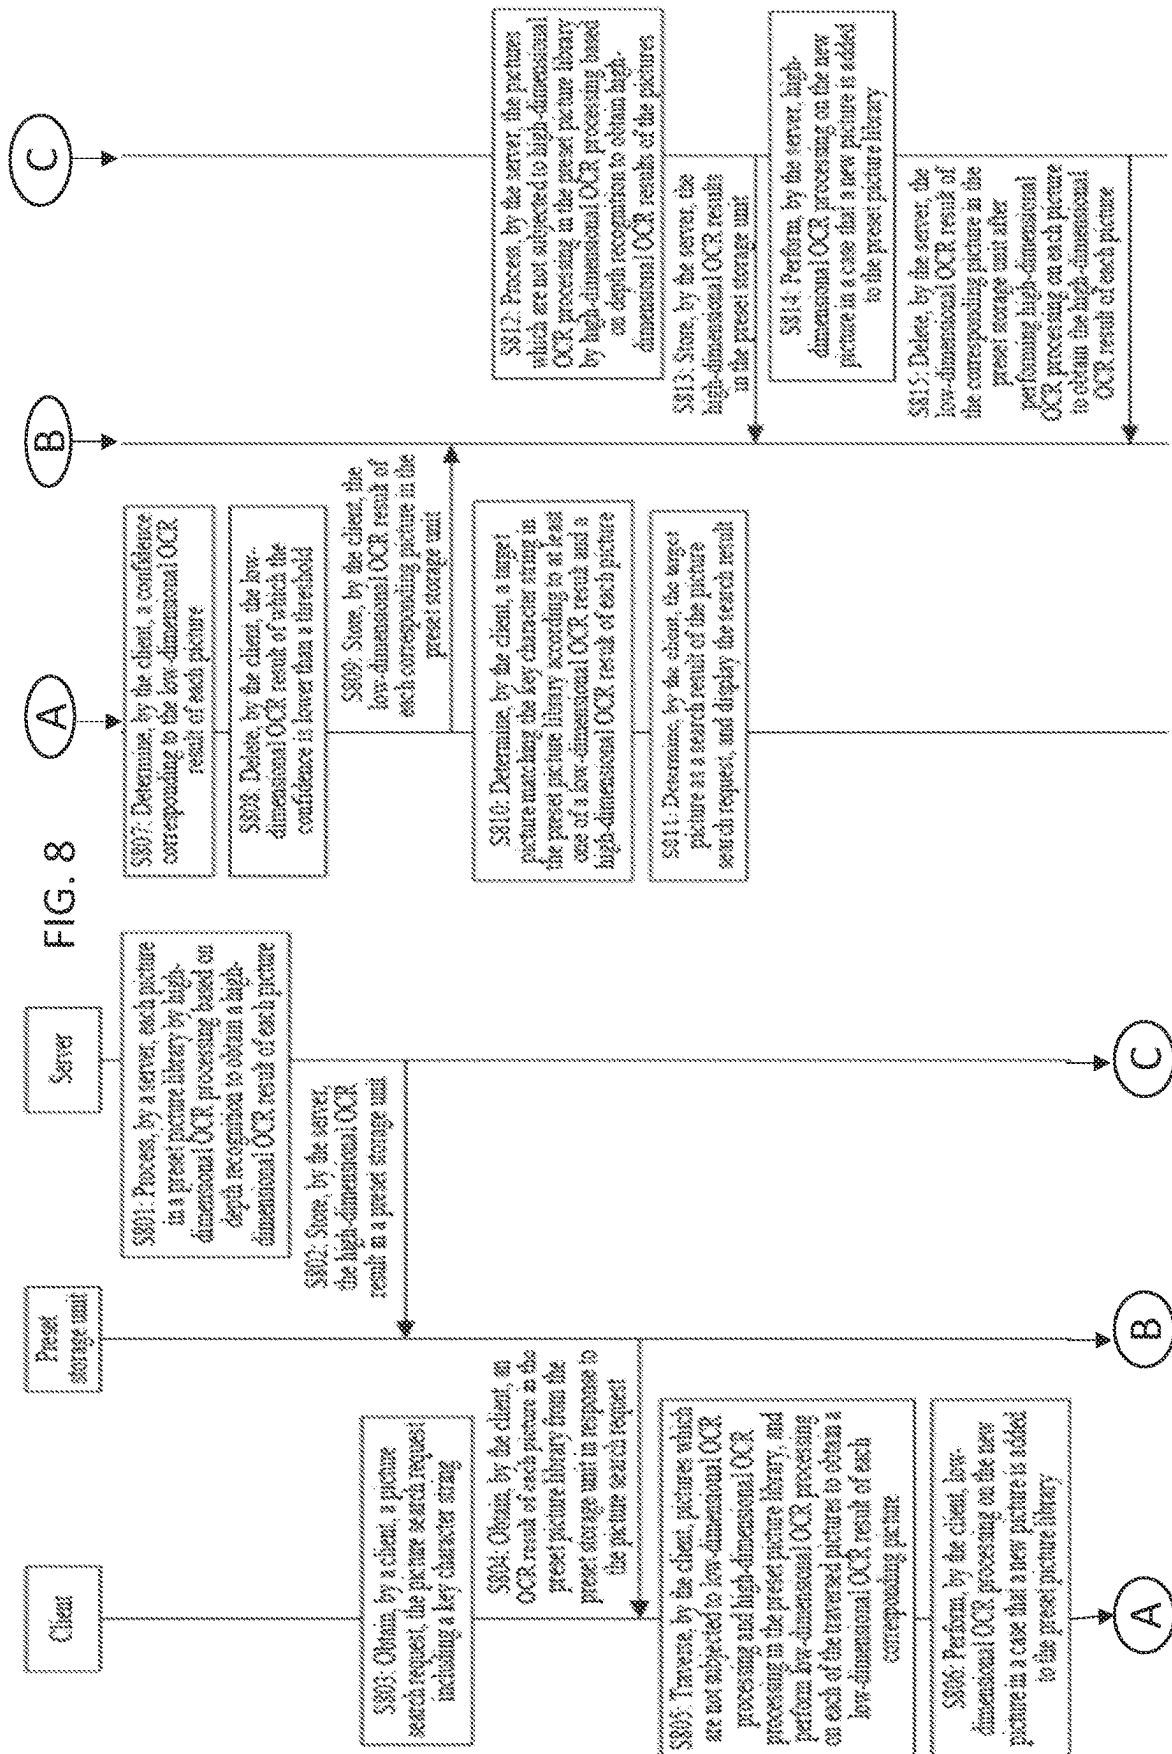 FIG. 8
Client
Preset
storage unit
Server
S801: Process, by a server, each picture
in a preset picture library by high-
dimensional OCR processing based on
depth recognition to obtain a high-
dimensional OCR result of each picture
S802: Store, by the server,
the high-dimensional OCR
result in a preset storage unit
S803: Obtain, by a client, a picture
search request, the picture search request
including a key character string
S804: Obtain, by the client, an
OCR result of each picture in the
preset picture library from the
preset storage unit in response to
the picture search request
S805: Traverse, by the client, pictures which
are not subjected to low-dimensional OCR
processing and high-dimensional OCR
processing in the preset picture library, and
perform low-dimensional OCR processing
on each of the traversed pictures to obtain a
low-dimensional OCR result of each
corresponding picture
S806: Perform, by the client, low-
dimensional OCR processing on the new
picture in a case that a new picture is added
to the preset picture library
A
B
C
A
B
C
S807: Determine, by the client, a confidence
corresponding to the low-dimensional OCR
result of each picture
S808: Delete, by the client, the low-
dimensional OCR result of which the
confidence is lower than a threshold
S809: Store, by the client, the
low-dimensional OCR result of
each corresponding picture in the
preset storage unit
S810: Determine, by the client, a target
picture matching the key character string in
the preset picture library according to at least
one of a low-dimensional OCR result and a
high-dimensional OCR result of each picture
S811: Determine, by the client, the target
picture as a search result of the picture
search request, and display the search result
S812: Process, by the server, the pictures
which are not subjected to high-dimensional
OCR processing in the preset picture library
by high-dimensional OCR processing based
on depth recognition to obtain high-
dimensional OCR results of the pictures
S813: Store, by the server, the
high-dimensional OCR results
in the preset storage unit
S814: Perform, by the server, high-
dimensional OCR processing on the new
picture in a case that a new picture is added
to the preset picture library
S815: Delete, by the server, the
low-dimensional OCR result of
the corresponding picture in the
preset storage unit after
performing high-dimensional
OCR processing on each picture
to obtain the high-dimensional
OCR result of each picture